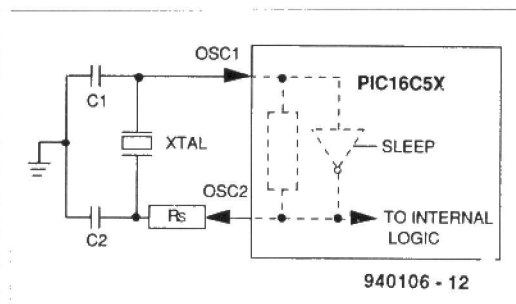 OSC1
PIC16C5X
C1
XTAL
SLEEP
OSC2
Rs
TO INTERNAL
LOGIC
C2
940106 - 12